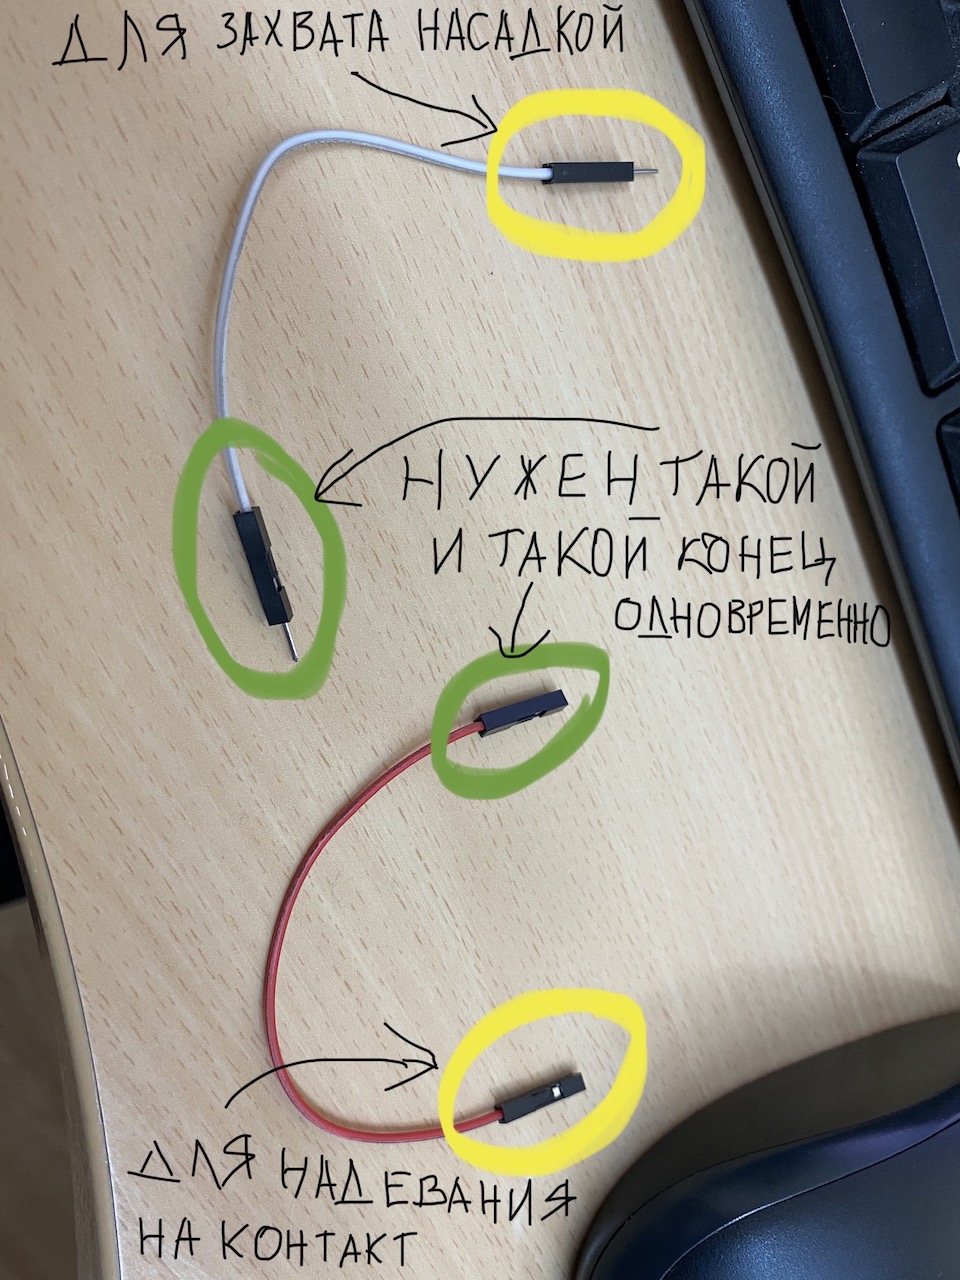 ДЛЯ ЗАХВАТА НАСАДКОЙ
НУЖЕН ТАКОЙ
И ТАКОЙ КОНЕЦ
ОДНОВРЕМЕННО
ДЛЯ НАДЕВАНИЯ
НА КОНТАКТ